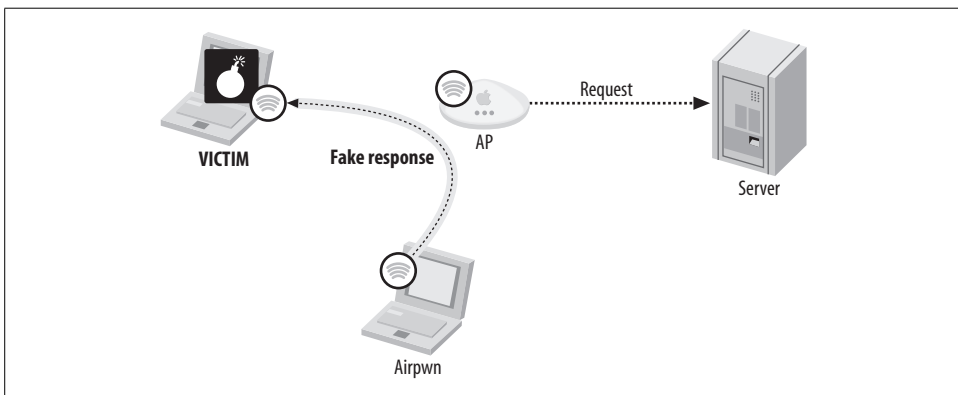 Request
AP
VICTIM
Fake response
Server
Airpwn